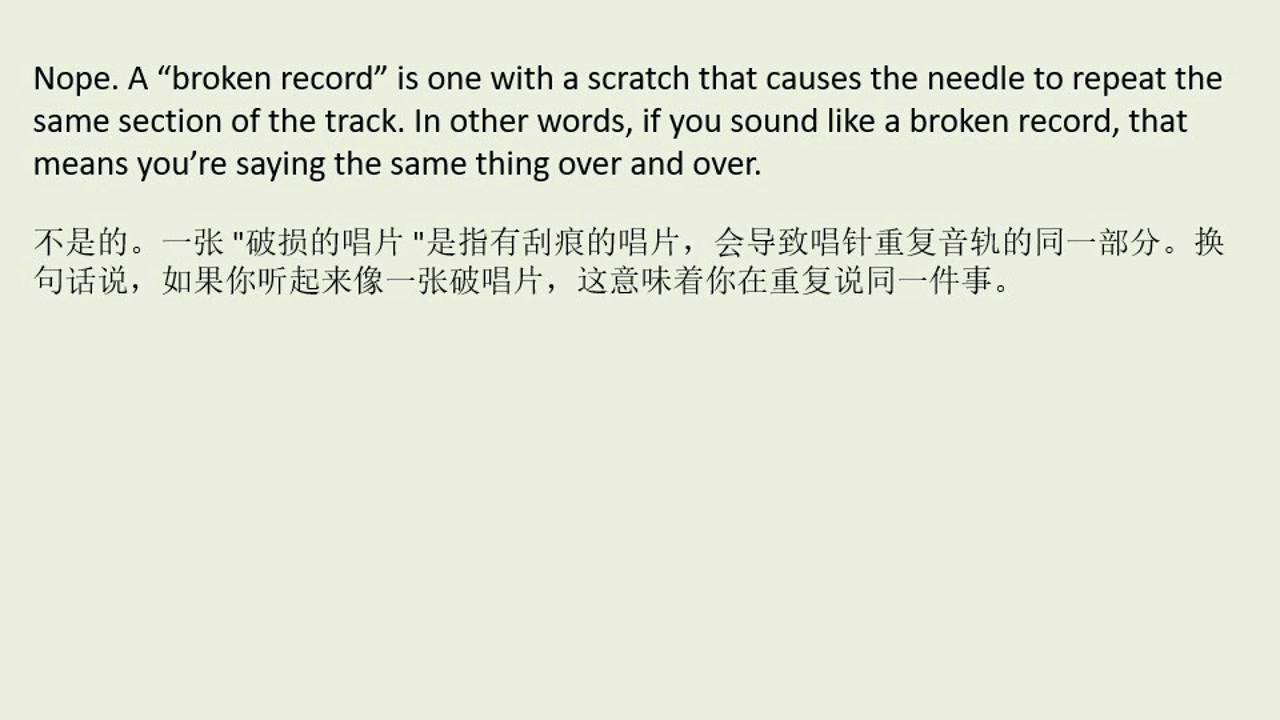 Nope. A “broken record” is one with a scratch that causes the needle to repeat the
same section of the track. In other words, if you sound like a broken record, that
means you’re saying the same thing over and over.
不是的。一张 "破损的唱片 "是指有刮痕的唱片，会导致唱针重复音轨的同一部分。换
句话说，如果你听起来像一张破唱片，这意味着你在重复说同一件事。